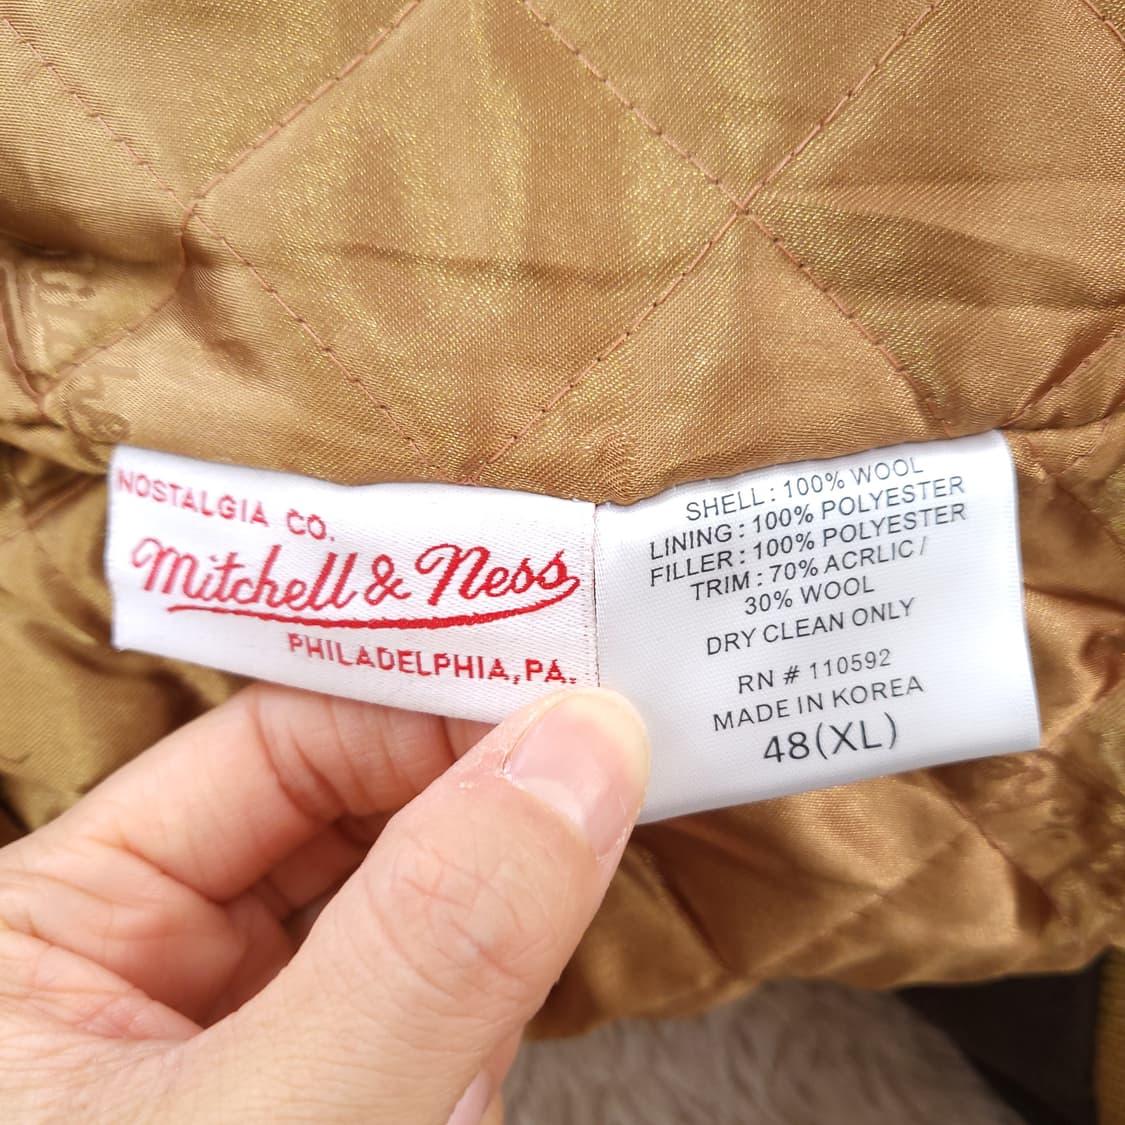 NOSTALGIA CO.
Mitchell & Ness
PHILADELPHIA, PA.
SHELL : 100% WOOL
LINING : 100% POLYESTER
FILLER : 100% POLYESTER
TRIM : 70% ACRLIC /
30% WOOL
DRY CLEAN ONLY
RN # 110592
MADE IN KOREA
48(XL)